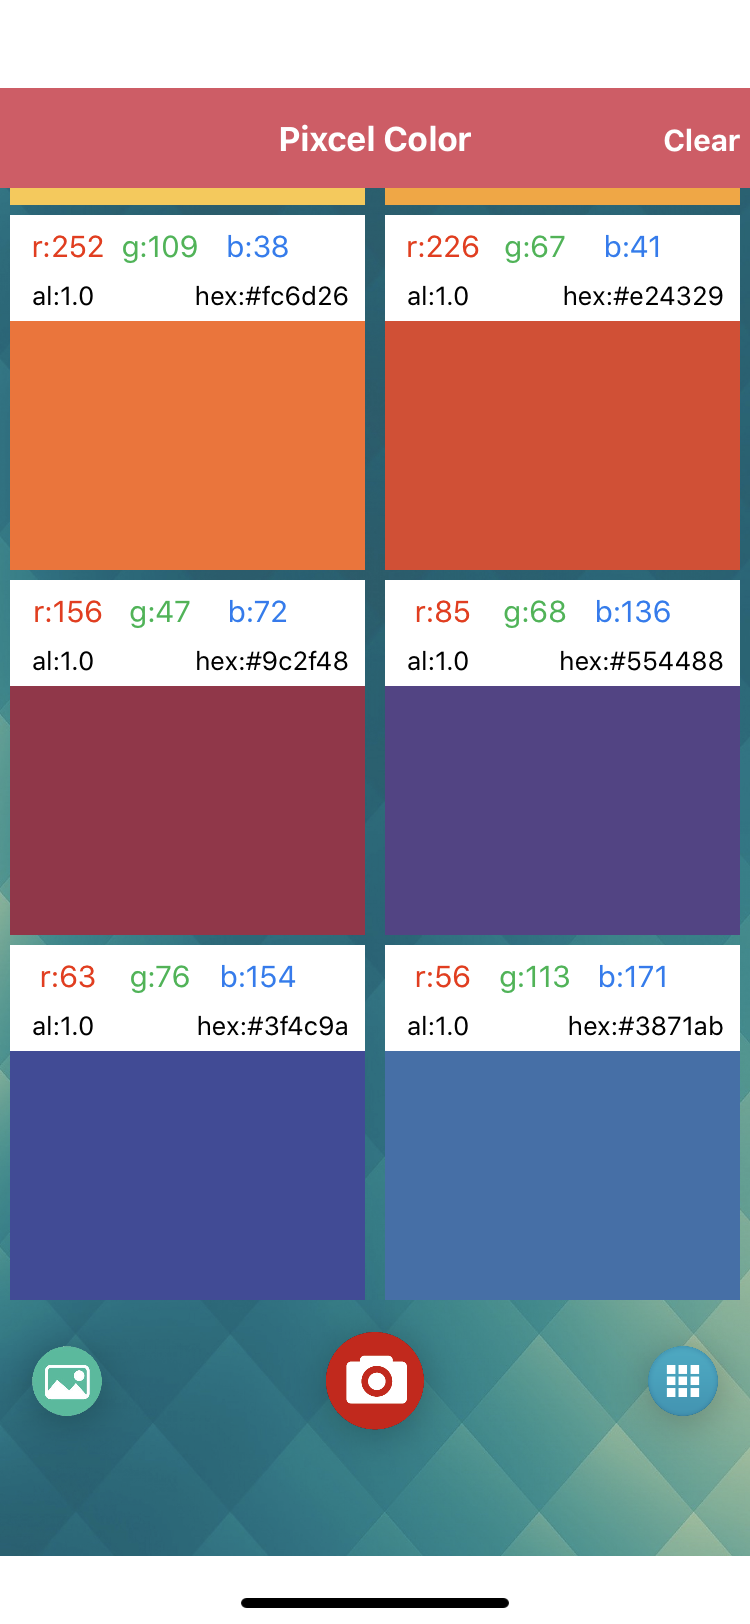 Pixcel Color
Clear
r:252 g:109 b:38
al:1.0 hex:#fc6d26
r:226 g:67 b:41
al:1.0 hex:#e24329
r:156 g:47 b:72
al:1.0 hex:#9c2f48
r:85 g:68 b:136
al:1.0 hex:#554488
r:63 g:76 b:154
al:1.0 hex:#3f4c9a
r:56 g:113 b:171
al:1.0 hex:#3871ab